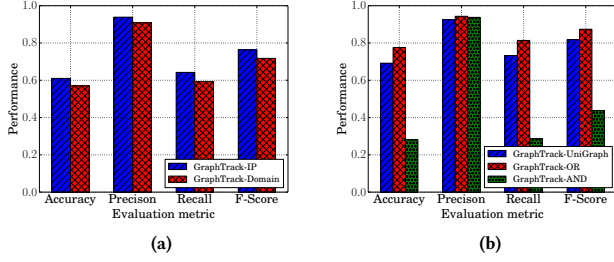 1.0
0.8
0.6
0.4
0.2
0.0
Performance
GraphTrack-IP
GraphTrack-Domain
Accuracy Precison Recall F-Score
Evaluation metric
(a)
1.0
0.8
0.6
0.4
0.2
0.0
Performance
GraphTrack-UniGraph
GraphTrack-OR
GraphTrack-AND
Accuracy Precison Recall F-Score
Evaluation metric
(b)